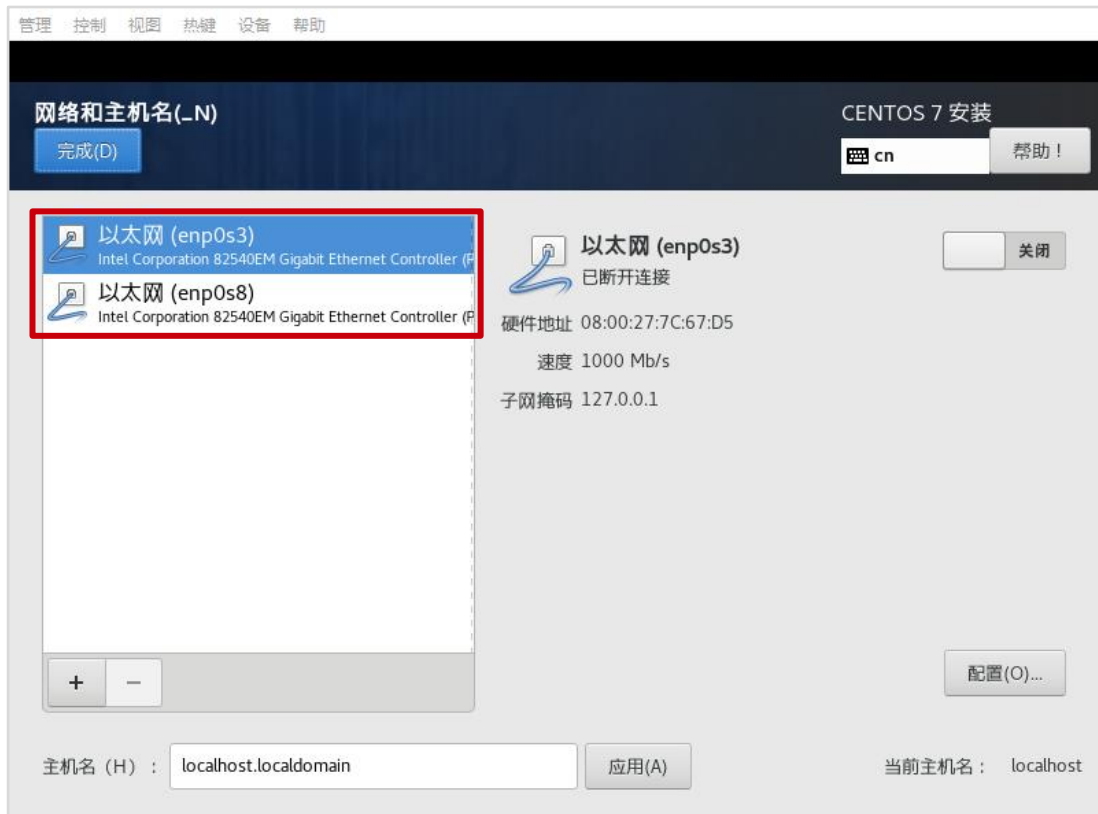 管理 控制 视图 热键 设备 帮助
网络和主机名(_N)
CENTOS 7 安装
完成(D)
cn
帮助！
以太网 (enp0s3)
Intel Corporation 82540EM Gigabit Ethernet Controller (P
以太网 (enp0s8)
Intel Corporation 82540EM Gigabit Ethernet Controller (P
以太网 (enp0s3)
已断开连接
关闭
硬件地址 08:00:27:7C:67:D5
速度 1000 Mb/s
子网掩码 127.0.0.1
+ −
配置(O)...
主机名（H）： localhost.localdomain 应用(A) 当前主机名： localhost